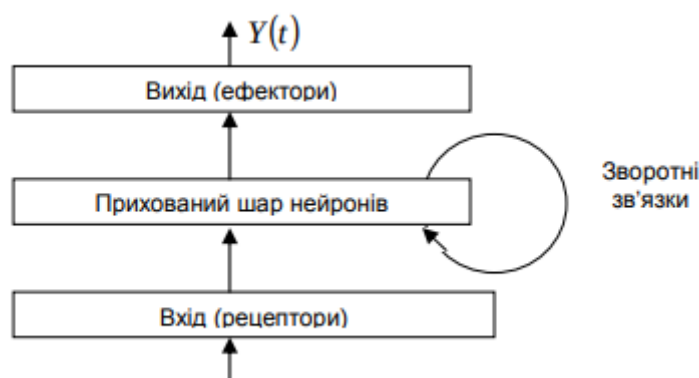 Y(t)
Вихід (ефектори)
Прихований шар нейронів
Зворотні
зв'язки
Вхід (рецептори)